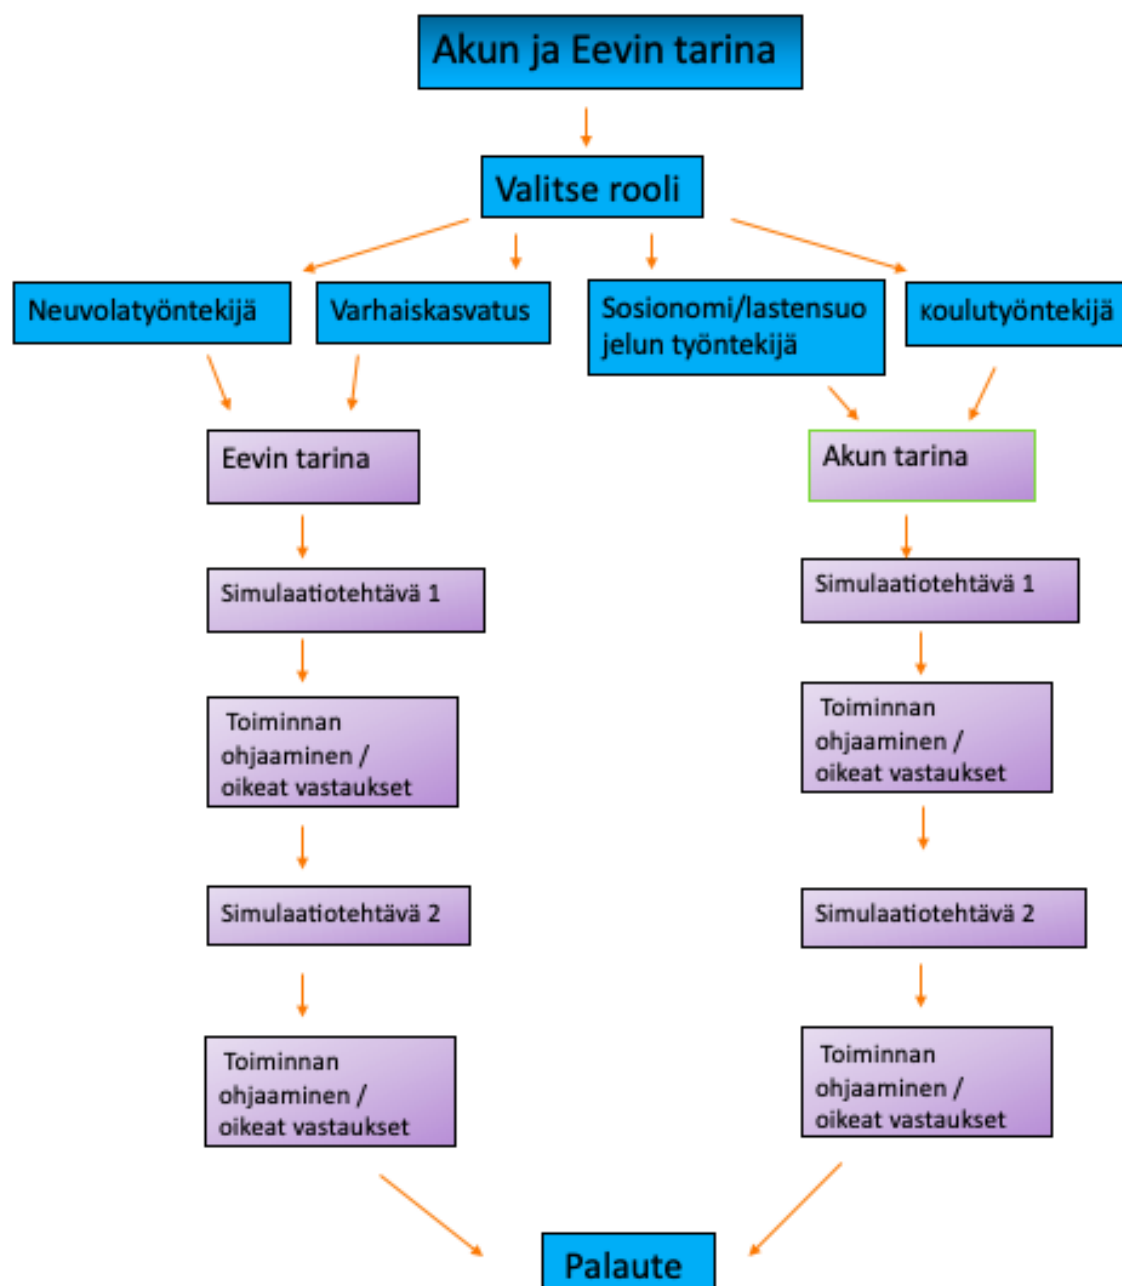 Akun ja Eevin tarina
Valitse rooli
Neuvolatyöntekijä
Varhaiskasvatus
Sosionomi/lastensuo
jelun työntekijä
koulutyöntekijä
Eevin tarina
Akun tarina
Simulaatiotehtävä 1
Simulaatiotehtävä 1
Toiminnan
ohjaaminen /
oikeat vastaukset
Toiminnan
ohjaaminen /
oikeat vastaukset
Simulaatiotehtävä 2
Simulaatiotehtävä 2
Toiminnan
ohjaaminen /
oikeat vastaukset
Toiminnan
ohjaaminen /
oikeat vastaukset
Palaute